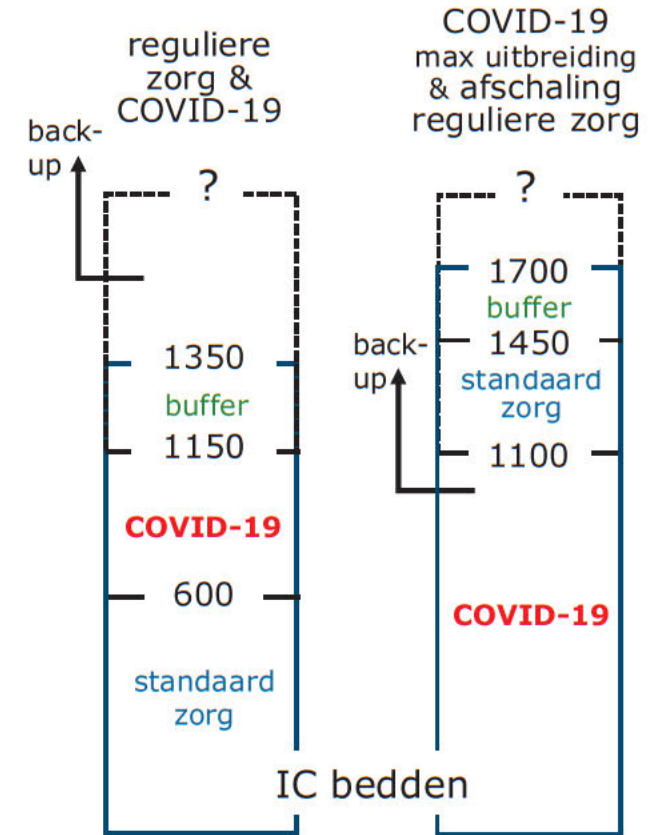 reguliere
zorg &
COVID-19
back-
up
?
1350
buffer
1150
COVID-19
600
standaard
zorg
COVID-19
max uitbreiding
& afschaling
reguliere zorg
?
1700
buffer
1450
back-
up
standaard
zorg
1100
COVID-19
IC bedden